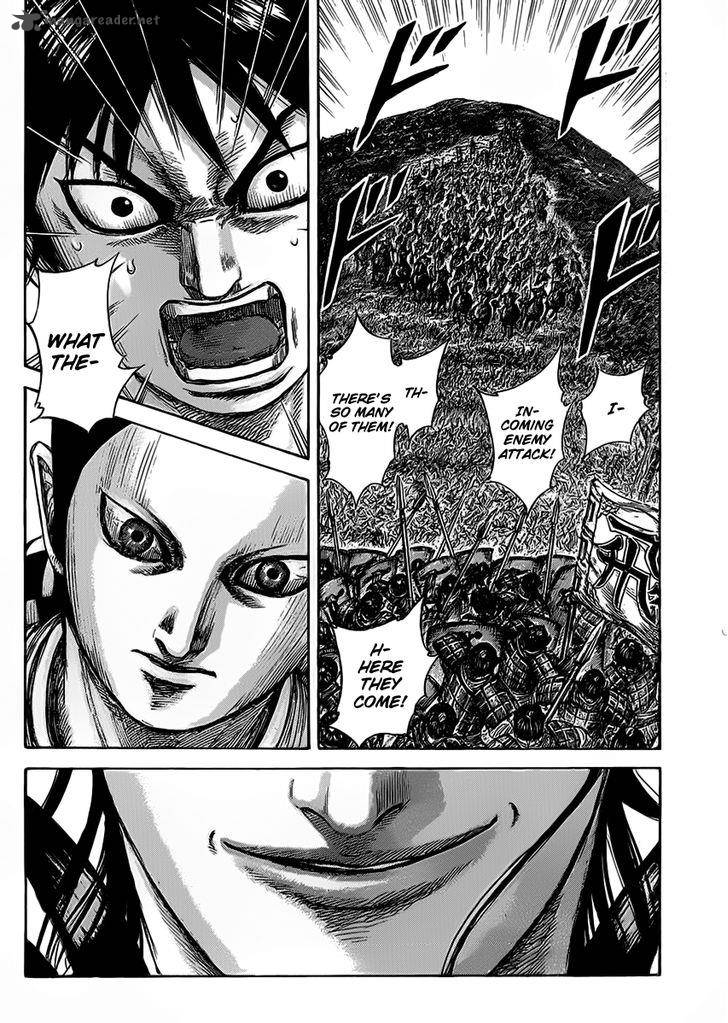 mangareader.net
ドド
ドド
I-
IN-
COMING
ENEMY
ATTACK!
TH-
THERE'S
SO MANY
OF THEM!
H-
HERE
THEY
COME!
WHAT
THE-
飛